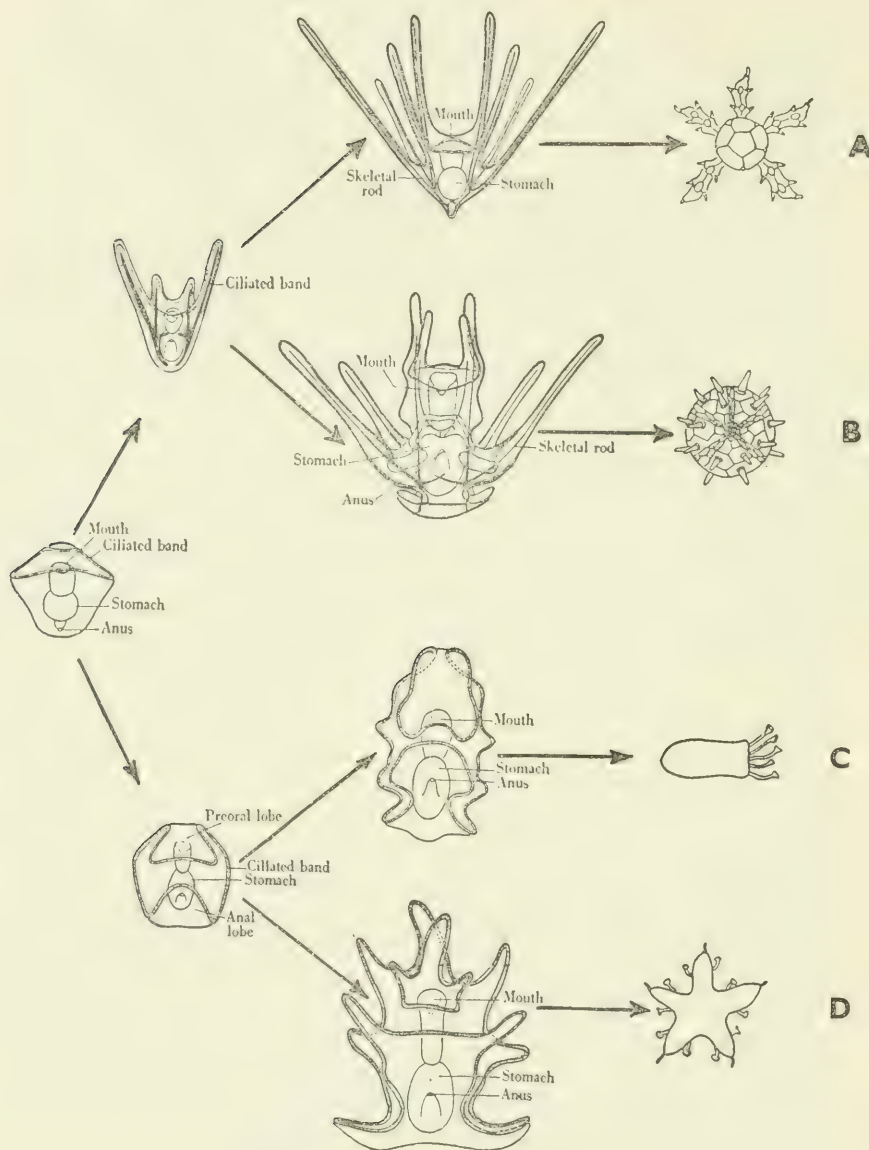 Mouth
Skeletal
rod
Stomach
A
Ciliated band
Mouth
Stomach
Skeletal rod
Anus
B
Mouth
Ciliated band
Stomach
Anus
Mouth
Stomach
Anus
C
Preoral lobe
Ciliated band
Stomach
Anal
lobe
Mouth
Stomach
Anus
D